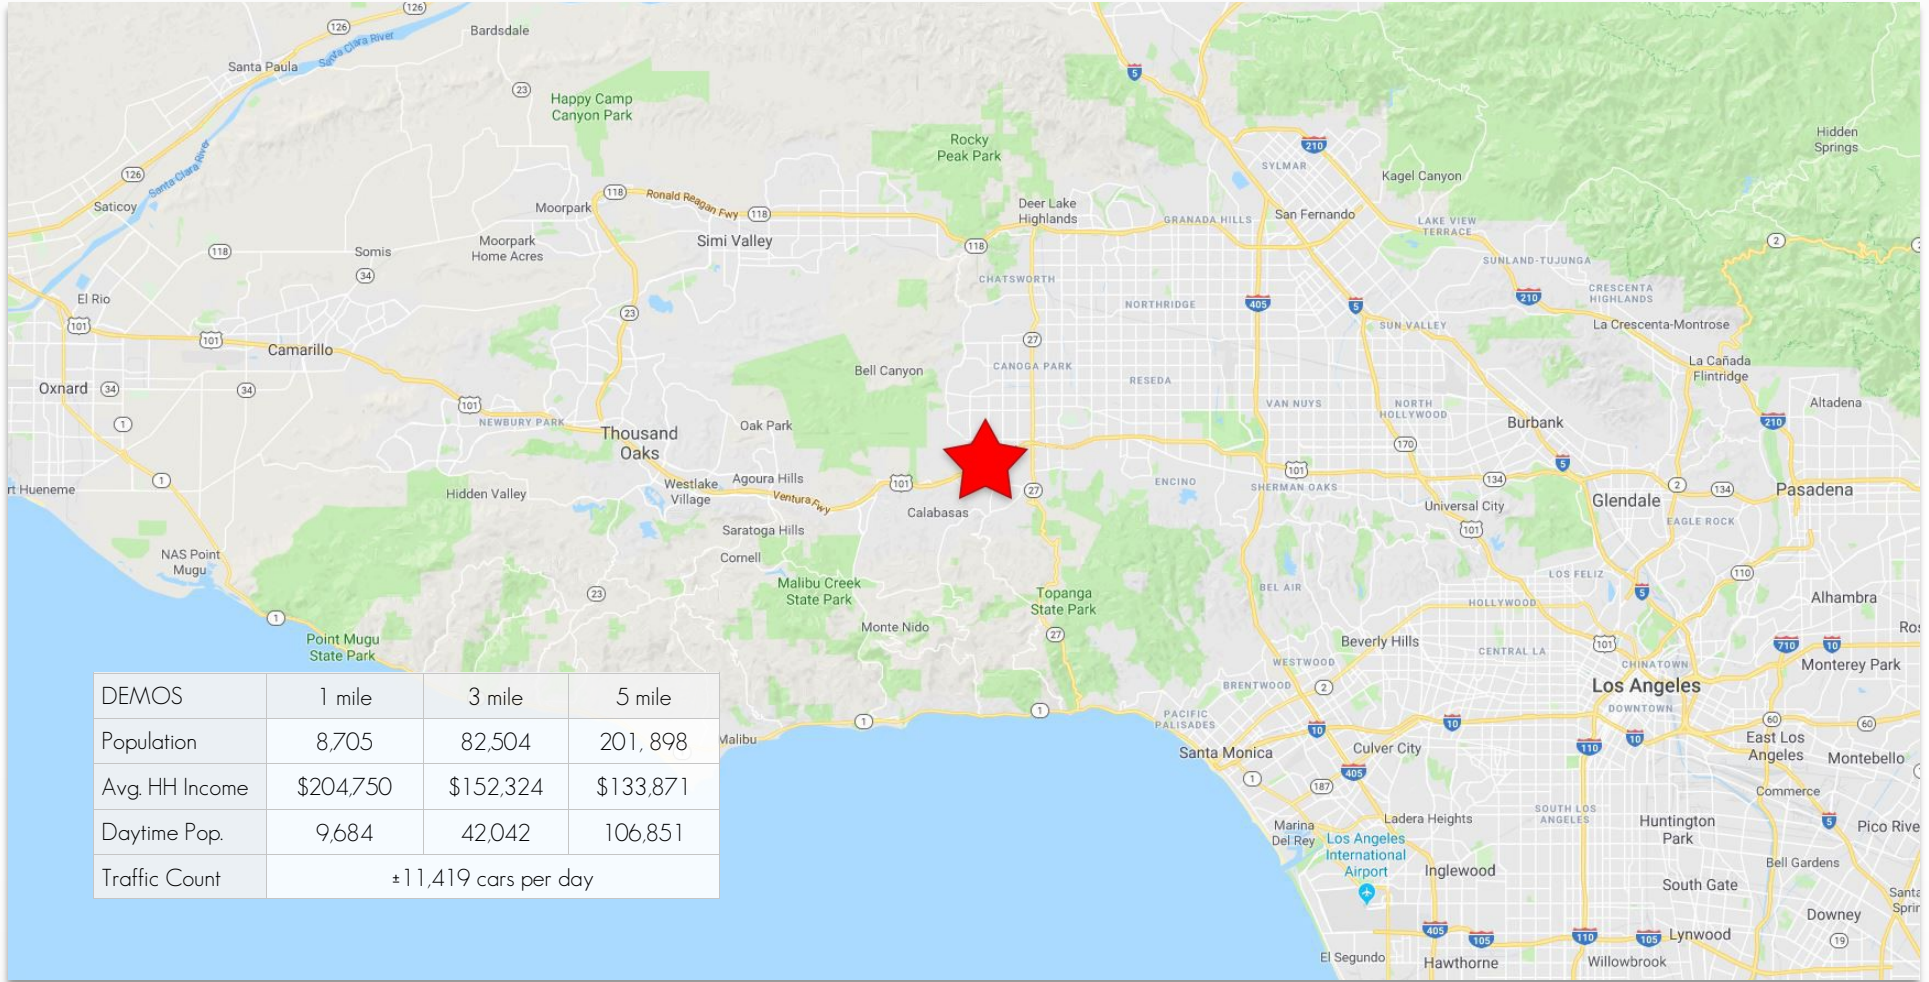 126
126
Bardsdale
Santa Clara River
Santa Paula
5
23
Happy Camp
Canyon Park
Hidden
Springs
Rocky
Peak Park
210
SYLMAR
126
Santa Clara River
Kagel Canyon
118
Ronald Reagan Fwy
118
Saticoy
Moorpark
Deer Lake
Highlands
GRANADA HILLS
San Fernando
LAKE VIEW
TERRACE
118
Somis
Moorpark
Home Acres
Simi Valley
118
2
34
CHATSWORTH
SUNLAND-TUJUNGA
El Rio
NORTHRIDGE
405
5
210
CRESCENTA
HIGHLANDS
101
23
SUN VALLEY
La Crescenta-Montrose
101
27
Camarillo
Bell Canyon
CANOGA PARK
La Cañada
Flintridge
Oxnard
34
34
RESEDA
101
VAN NUYS
NORTH
HOLLYWOOD
Altadena
1
NEWBURY PARK
Oak Park
Burbank
210
Thousand
Oaks
170
5
1
101
rt Hueneme
Hidden Valley
Westlake
Village
Agoura Hills
Ventura Fwy
101
27
ENCINO
SHERMAN OAKS
134
2
134
Pasadena
Glendale
Calabasas
Universal City
101
EAGLE ROCK
Saratoga Hills
NAS Point
Mugu
Cornell
110
LOS FELIZ
Malibu Creek
State Park
23
Topanga
State Park
BEL AIR
5
Alhambra
HOLLYWOOD
1
Monte Nido
27
Point Mugu
State Park
Beverly Hills
CENTRAL LA
101
710
10
Ros
CHINATOWN
Monterey Park
WESTWOOD
BRENTWOOD
2
Los Angeles
DOWNTOWN
1
1
PACIFIC
PALISADES
10
10
60
60
110
10
East Los
Angeles
Malibu
Santa Monica
Culver City
Montebello
405
1
187
Commerce
SOUTH LOS
ANGELES
Huntington
Park
5
Pico Rive
Marina
Del Rey
Ladera Heights
Los Angeles
International
Airport
Bell Gardens
Inglewood
South Gate
Santa
Sprin
Downey
405
105
110
105
Lynwood
19
El Segundo
Hawthorne
Willowbrook
DEMOS 1 mile 3 mile 5 mile
Population 8,705 82,504 201, 898
Avg. HH Income $204,750 $152,324 $133,871
Daytime Pop. 9,684 42,042 106,851
Traffic Count ±11,419 cars per day